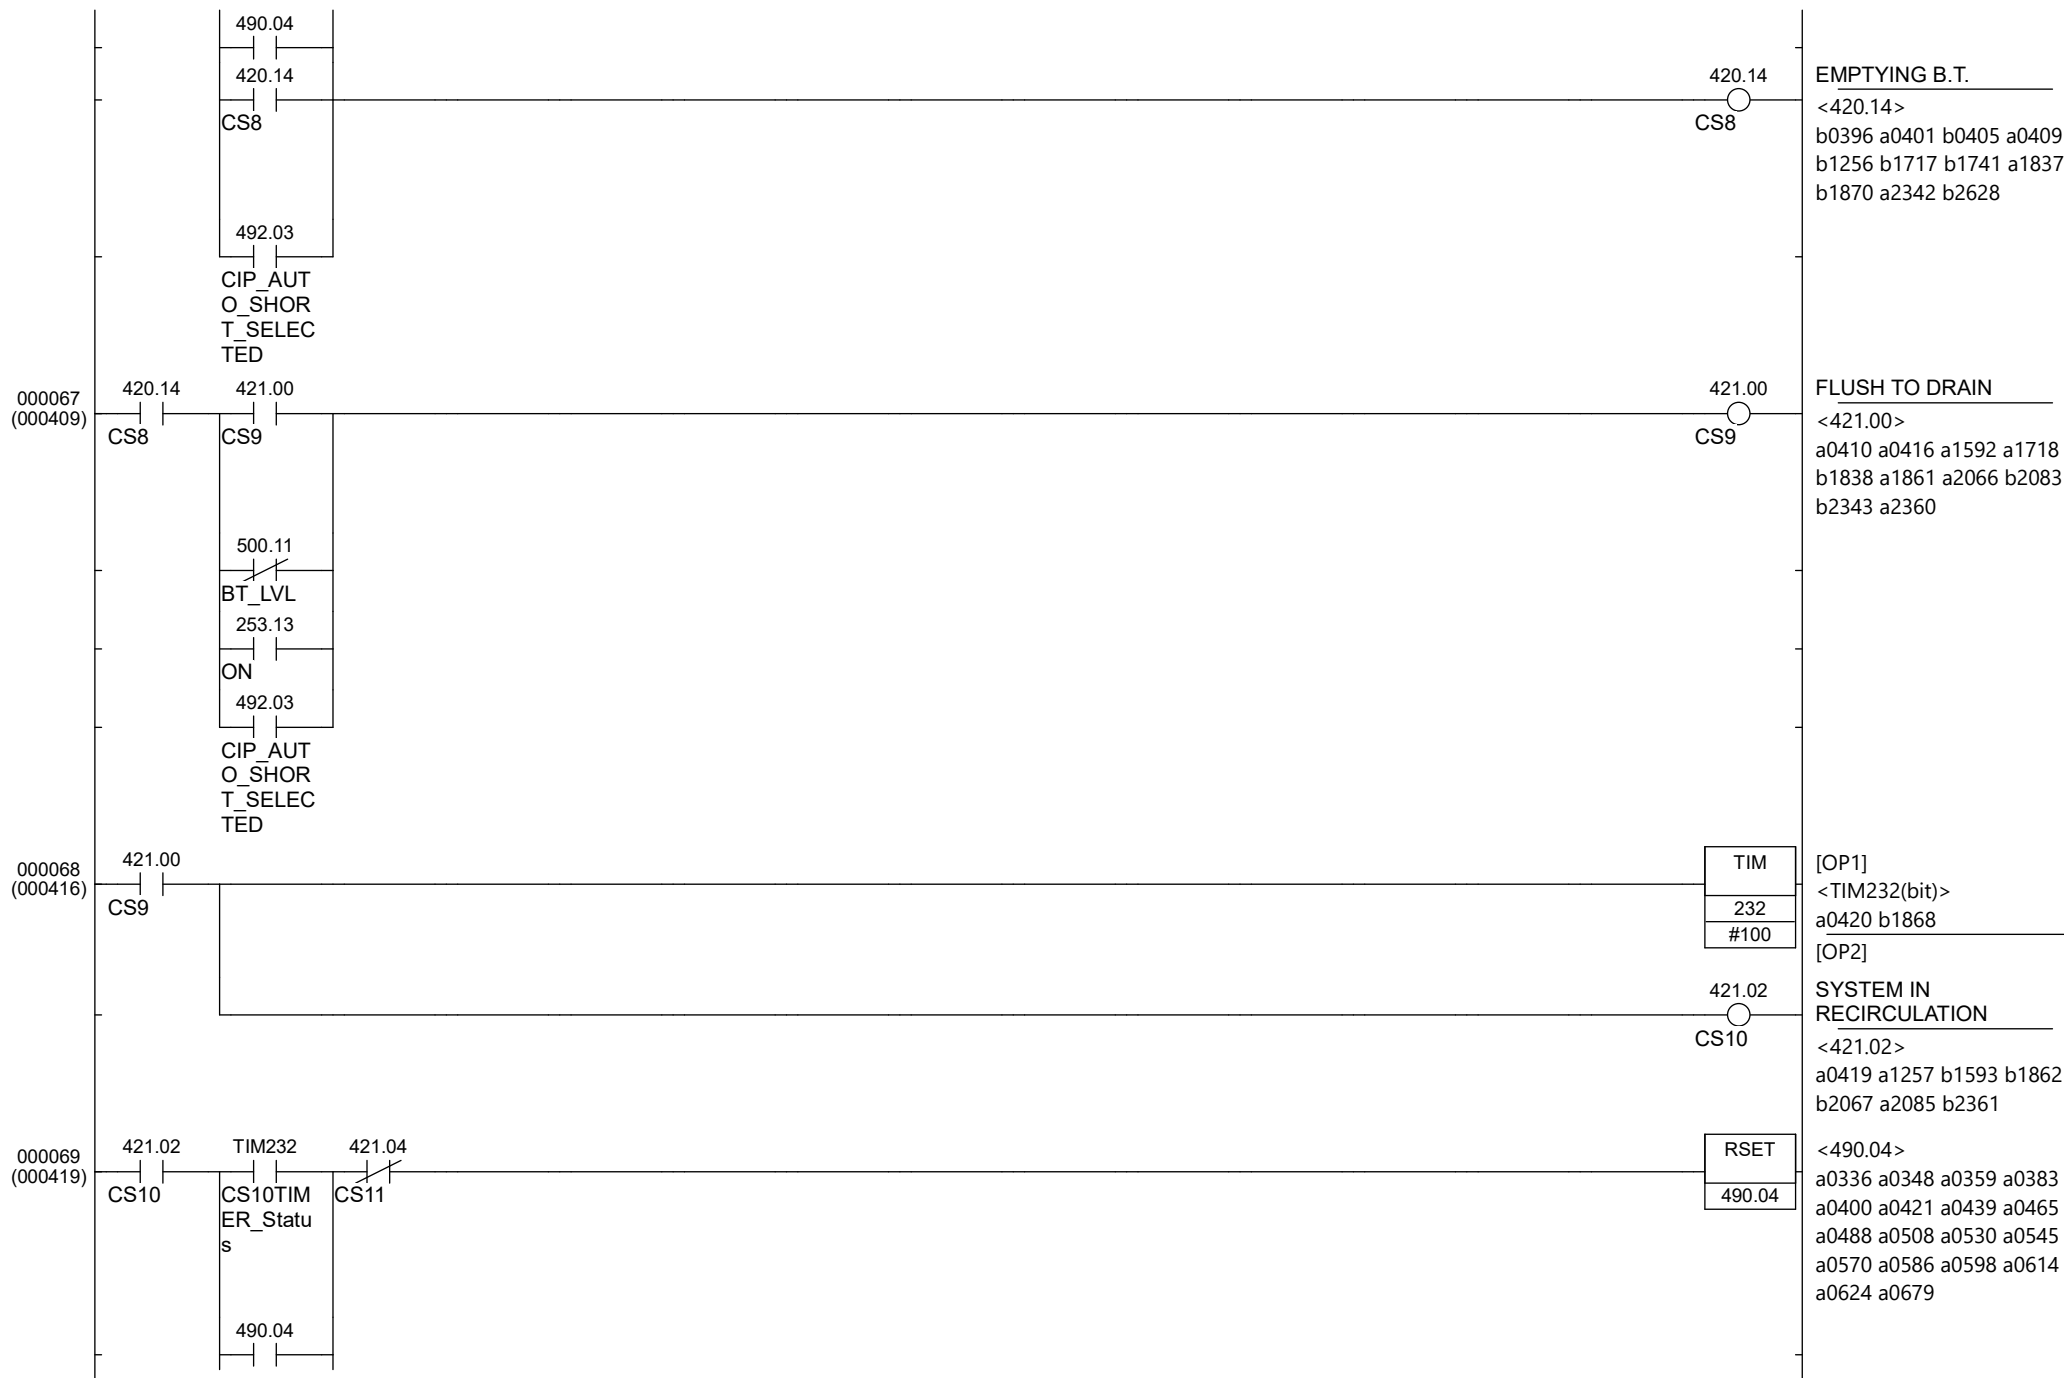 490.04
420.14
CS8
420.14
CS8
EMPTYING B.T.
<420.14>
b0396 a0401 b0405 a0409
b1256 b1717 b1741 a1837
b1870 a2342 b2628
492.03
CIP_AUT
O_SHOR
T_SELEC
TED
000067
(000409)
420.14
CS8
421.00
CS9
421.00
CS9
FLUSH TO DRAIN
<421.00>
a0410 a0416 a1592 a1718
b1838 a1861 a2066 b2083
b2343 a2360
500.11
BT_LVL
253.13
ON
492.03
CIP_AUT
O_SHOR
T_SELEC
TED
000068
(000416)
421.00
CS9
TIM
232
#100
[OP1]
<TIM232(bit)>
a0420 b1868
[OP2]
421.02
CS10
SYSTEM IN
RECIRCULATION
<421.02>
a0419 a1257 b1593 b1862
b2067 a2085 b2361
000069
(000419)
421.02
CS10
TIM232
CS10TIM
ER_Statu
s
421.04
CS11
RSET
490.04
<490.04>
a0336 a0348 a0359 a0383
a0400 a0421 a0439 a0465
a0488 a0508 a0530 a0545
a0570 a0586 a0598 a0614
a0624 a0679
490.04